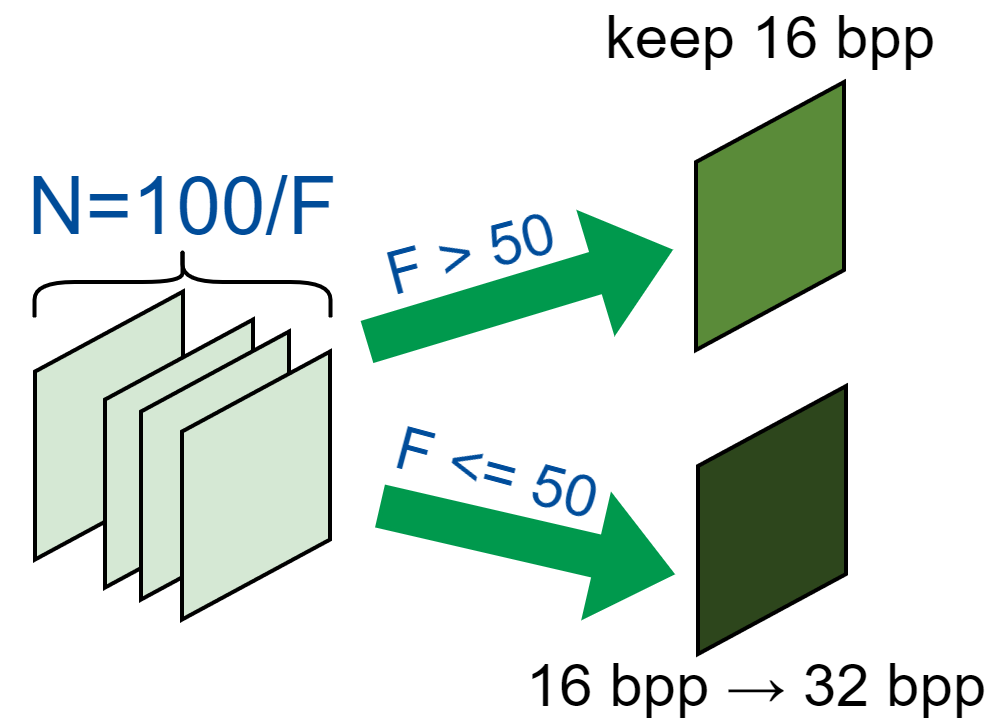 keep 16 bpp
N=100/F
F > 50
F <= 50
16 bpp → 32 bpp